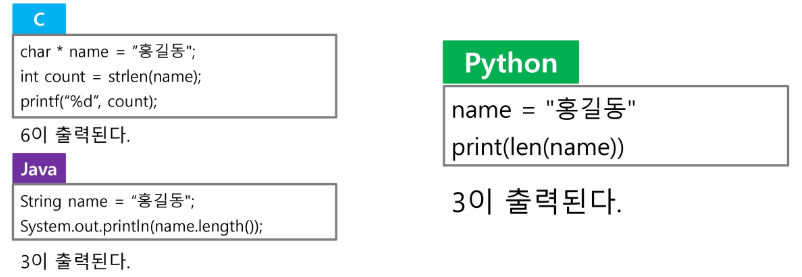 C
char * name = “홍길동";
int count = strlen(name);
printf(“%d”, count);
6이 출력된다.
Java
String name = “홍길동";
System.out.println(name.length());
3이 출력된다.
Python
name = "홍길동"
print(len(name))
3이 출력된다.